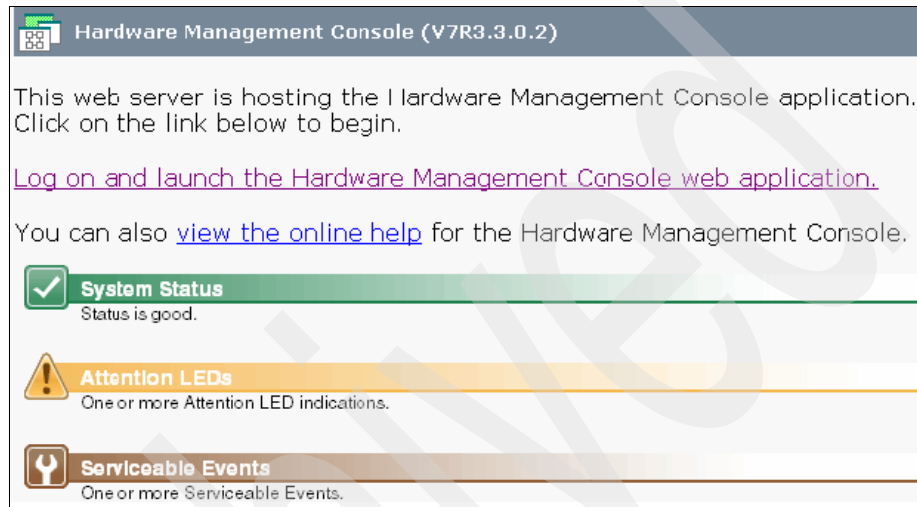 Hardware Management Console (V7R3.3.0.2)
This web server is hosting the Hardware Management Console application.
Click on the link below to begin.
Log on and launch the Hardware Management Console web application.
You can also view the online help for the Hardware Management Console.
System Status
Status is good.
Attention LEDs
One or more Attention LED indications.
Serviceable Events
One or more Serviceable Events.